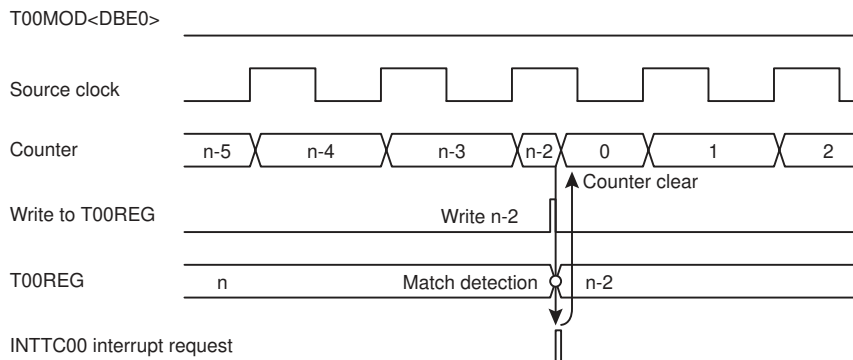 T00MOD<DBE0>
Source clock
Counter n-5 n-4 n-3 n-2 0 1 2
Counter clear
Write to T00REG Write n-2
T00REG n Match detection n-2
INTTC00 interrupt request